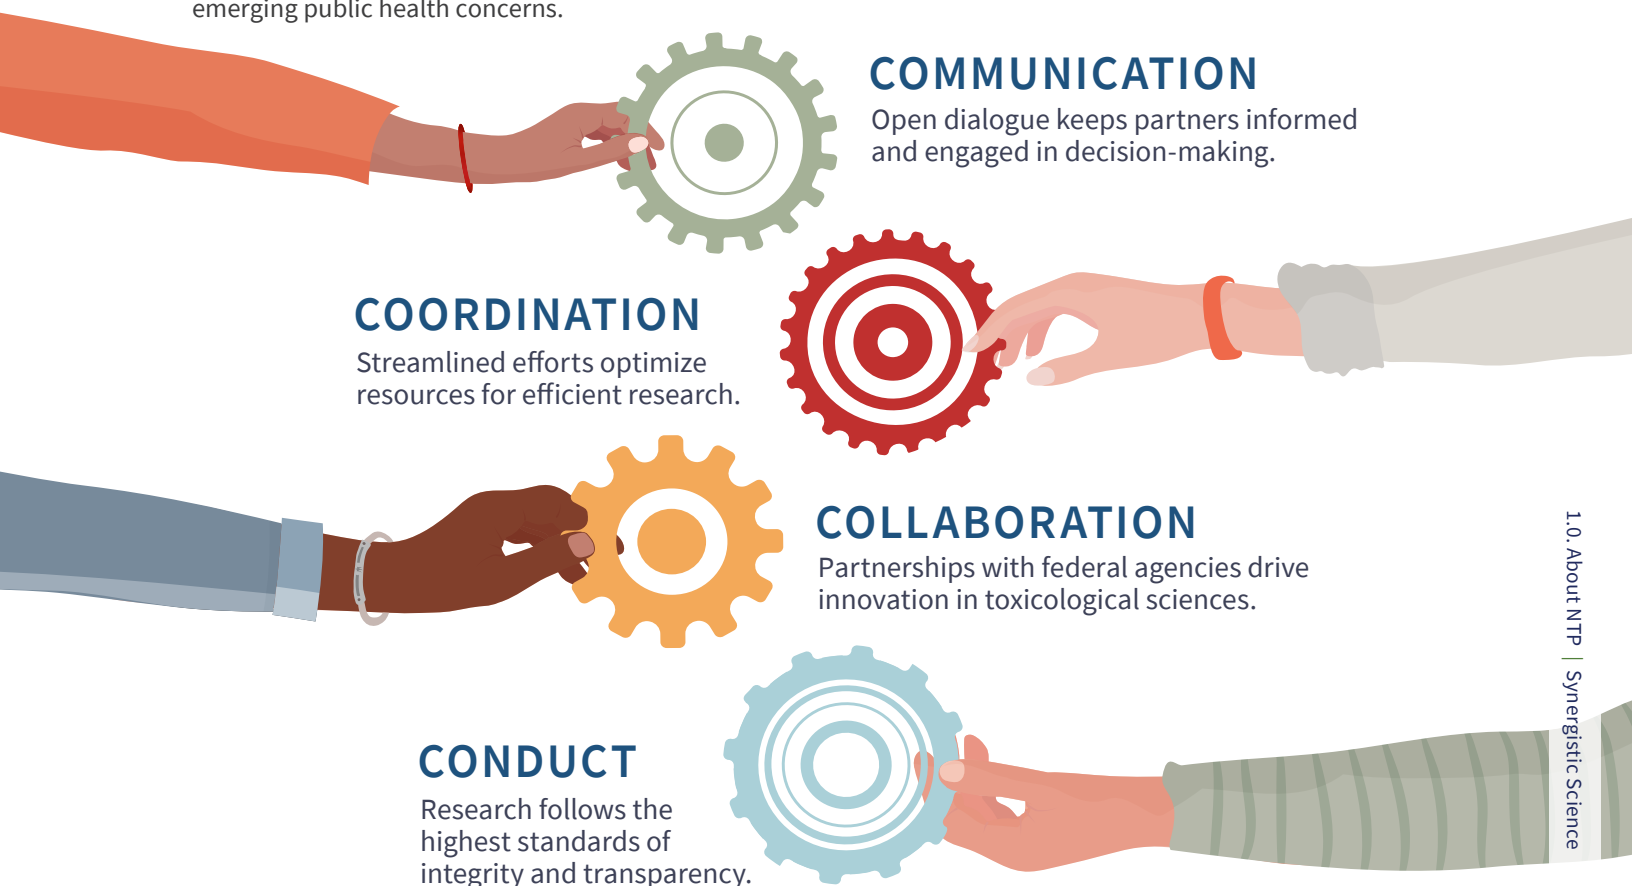 emerging public health concerns.
COMMUNICATION
Open dialogue keeps partners informed
and engaged in decision-making.
COORDINATION
Streamlined efforts optimize
resources for efficient research.
COLLABORATION
Partnerships with federal agencies drive
innovation in toxicological sciences.
CONDUCT
Research follows the
highest standards of
integrity and transparency.
1.0. About NTP | Synergistic Science